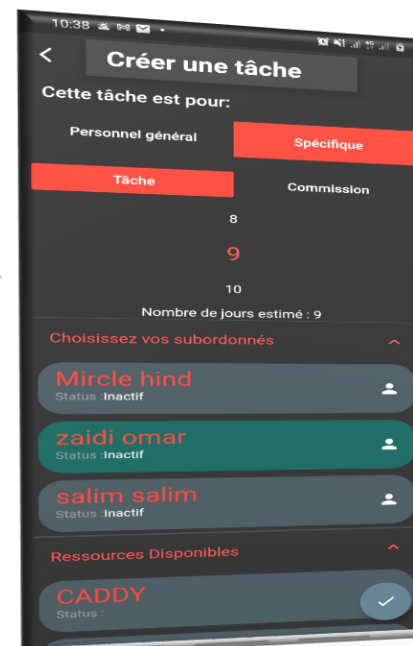 10:38
Créer une tâche
Cette tâche est pour:
Personnel général Spécifique
Tâche Commission
8
9
10
Nombre de jours estimé : 9
Choisissez vos subordonnés
Mircle hind
Status :Inactif
zaidi omar
Status :Inactif
salim salim
Status :Inactif
Ressources Disponibles
CADDY
Status :